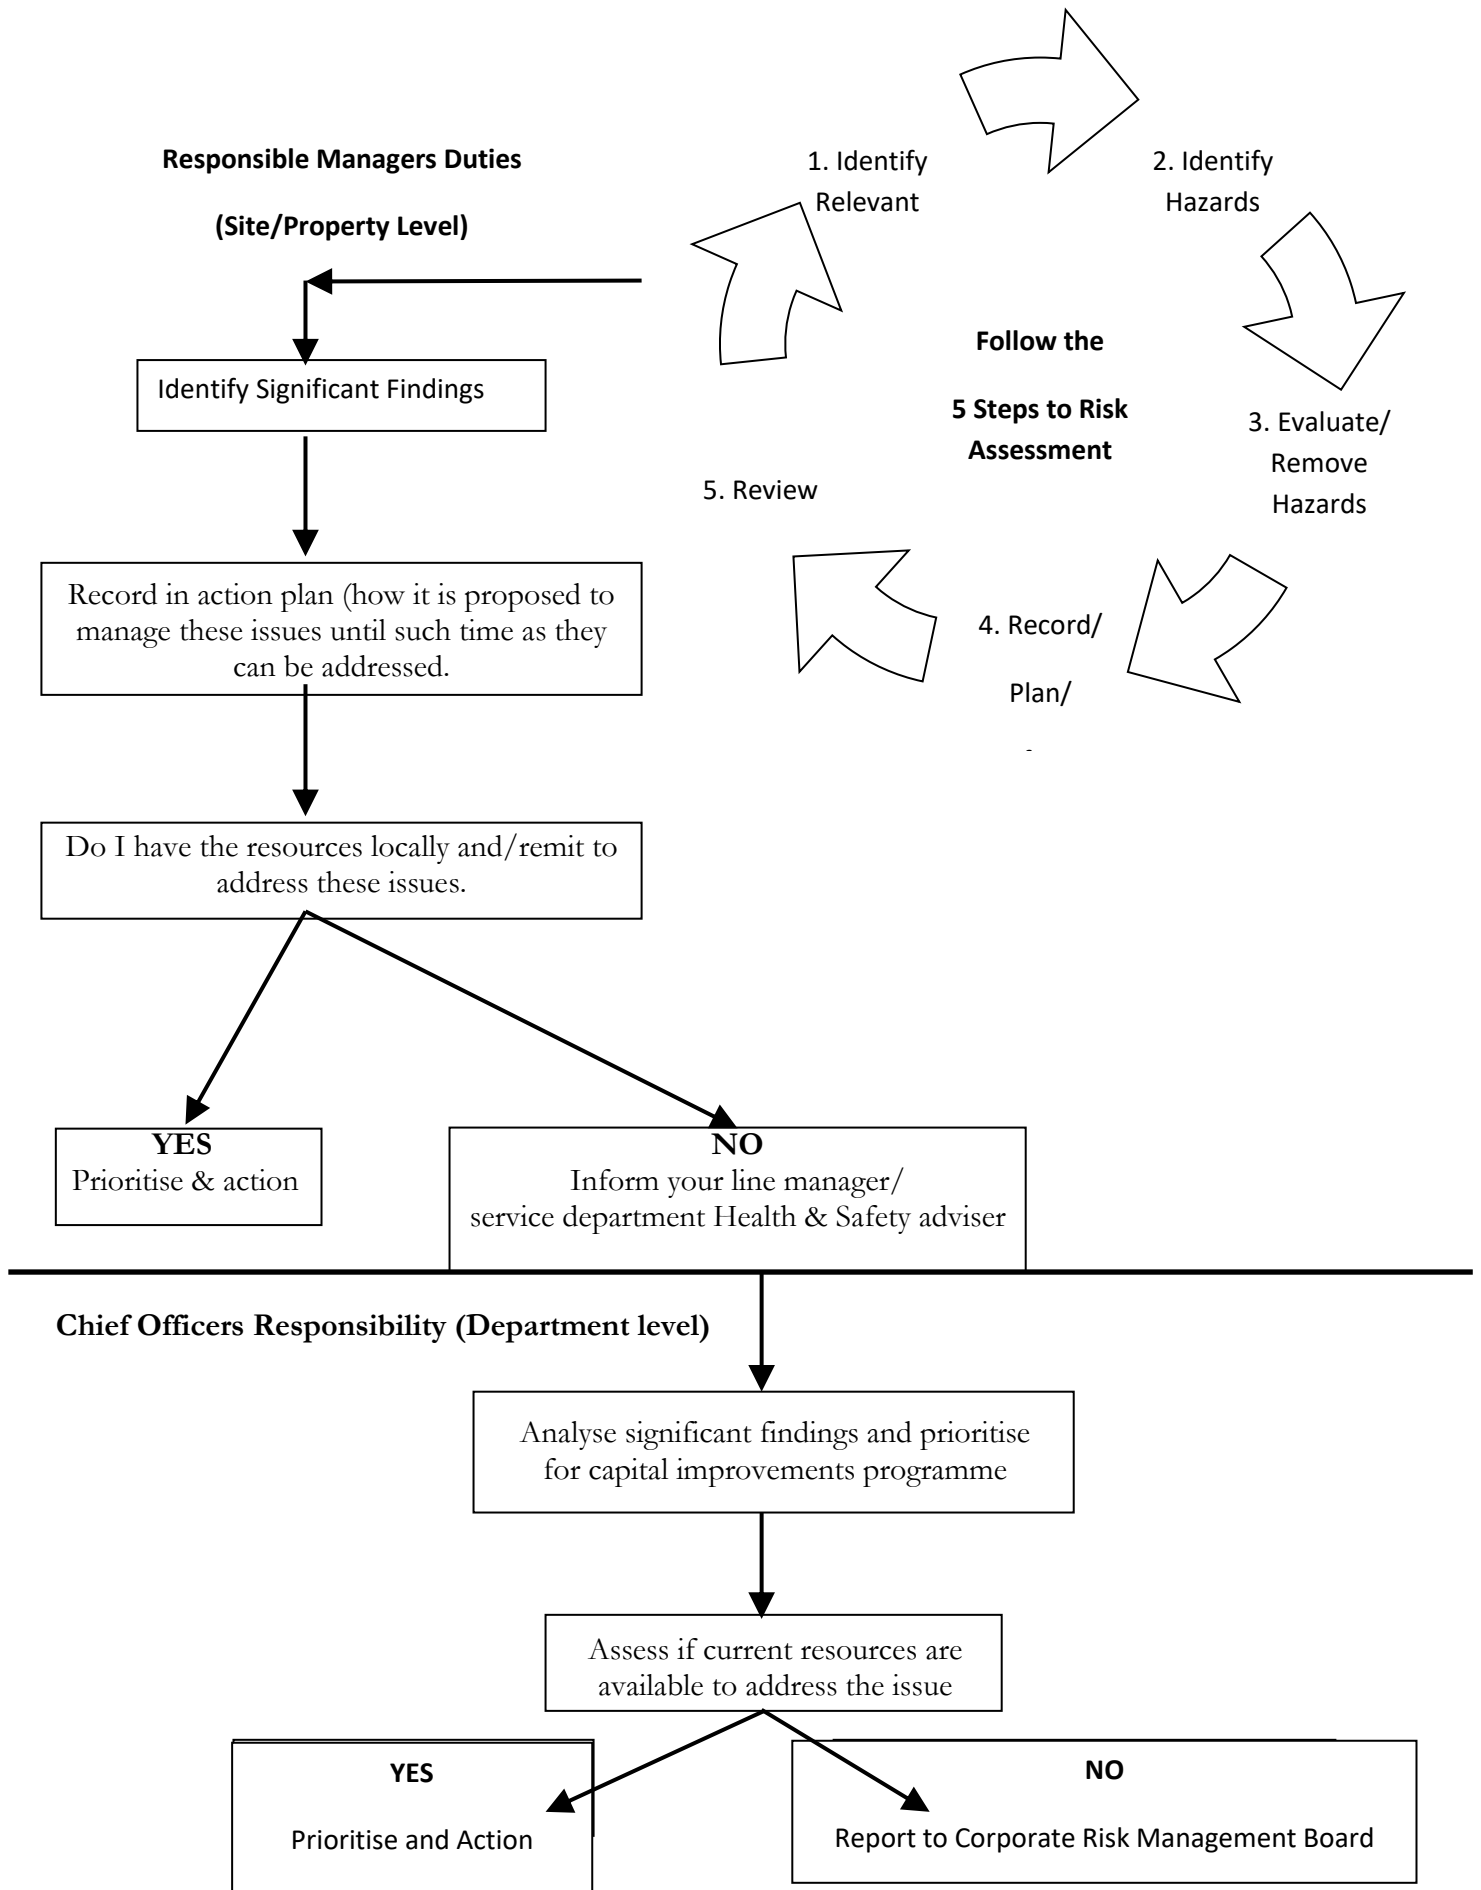 Responsible Managers Duties
(Site/Property Level)
1. Identify
Relevant
2. Identify
Hazards
Follow the
5 Steps to Risk
Assessment
3. Evaluate/
Remove
Hazards
4. Record/
Plan/
5. Review
Identify Significant Findings
Record in action plan (how it is proposed to
manage these issues until such time as they
can be addressed.
Do I have the resources locally and/remit to
address these issues.
YES
Prioritise & action
NO
Inform your line manager/
service department Health & Safety adviser
Chief Officers Responsibility (Department level)
Analyse significant findings and prioritise
for capital improvements programme
Assess if current resources are
available to address the issue
YES
Prioritise and Action
NO
Report to Corporate Risk Management Board